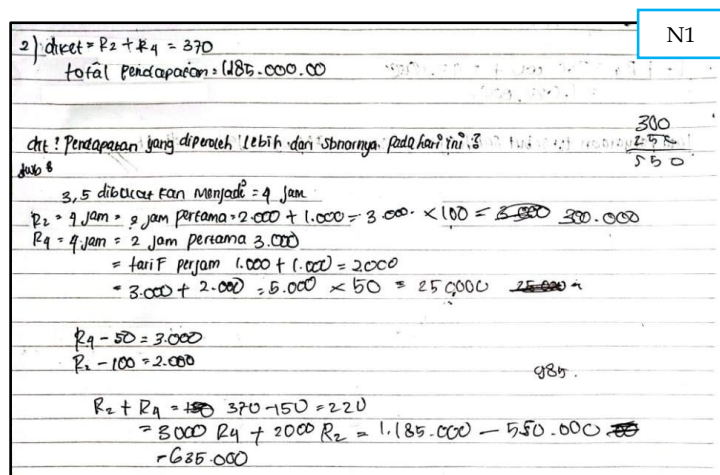 N1
2) diket = R2 + R4 = 370
total pendapatan = 1.185.000.00
dit : Pendapatan yang diperoleh lebih dari sbnarnya pada hari ini ?
300
250
550
Jwb :
3,5 dibulatkan menjadi = 4 jam
R2 = 4 jam = 2 jam pertama = 2.000 + 1.000 = 3.000 × 100 = 300.000
R4 = 4 jam = 2 jam pertama 3.000
= tarif perjam 1.000 + 1.000 = 2000
= 3.000 + 2.000 = 5.000 × 50 = 250000
R4 - 50 = 3.000
R2 - 100 = 2.000
985.
R2 + R4 = 370 - 150 = 220
= 3000 R4 + 2000 R2 = 1.185.000 - 550.000
= 635.000